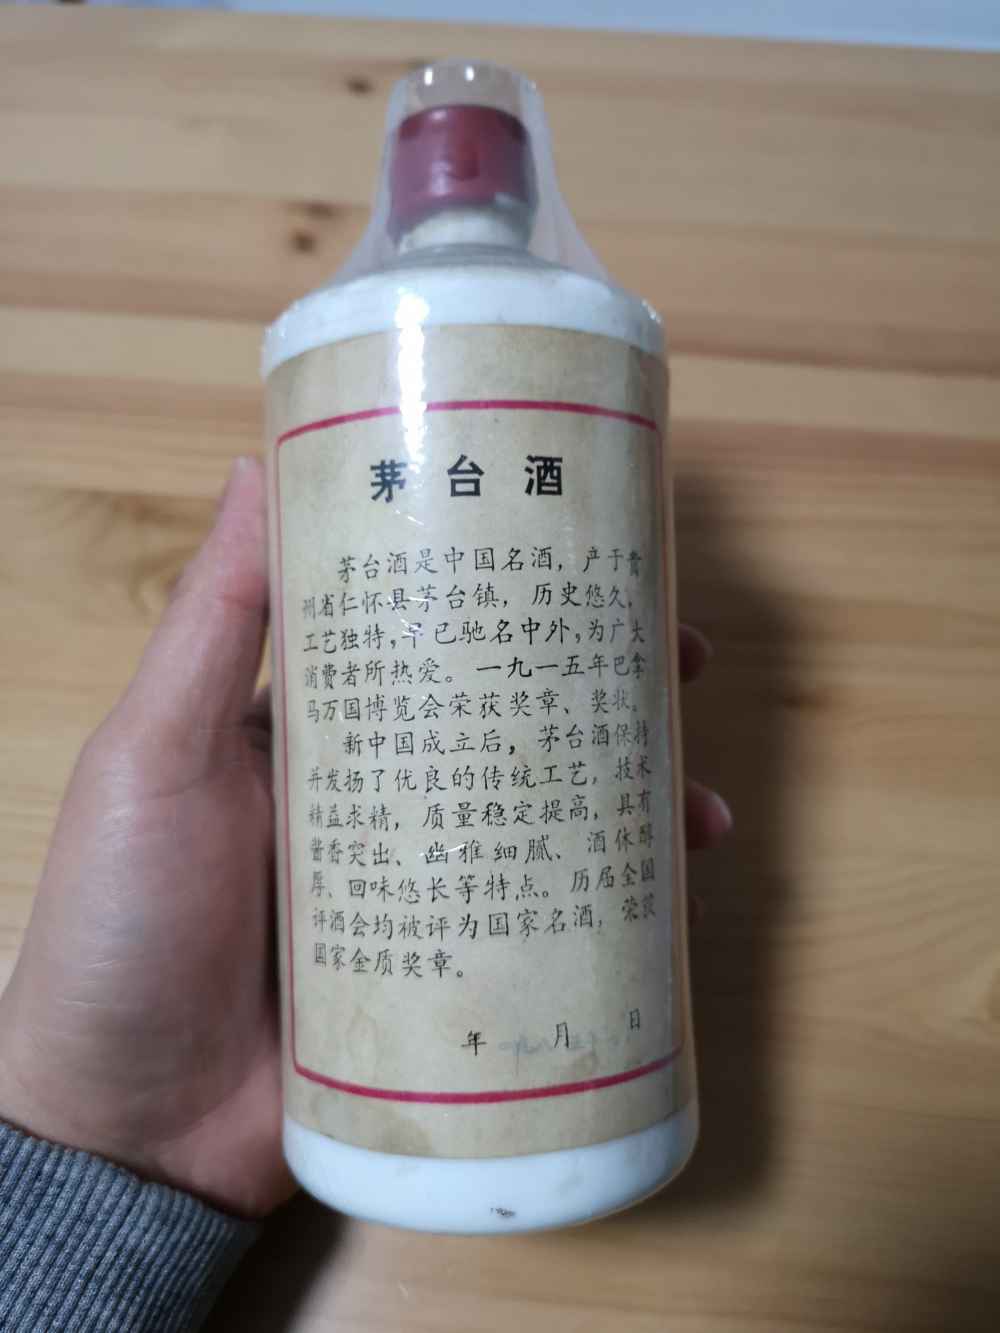 茅台酒
茅台酒是中国名酒，产于贵
州省仁怀县茅台镇，历史悠久，
工艺独特，早已驰名中外，为广大
消费者所热爱。一九一五年巴拿
马万国博览会荣获奖章、奖状。
新中国成立后，茅台酒保持
并发扬了优良的传统工艺，技术
精益求精，质量稳定提高，具有
酱香突出、幽雅细腻、酒体醇
厚、回味悠长等特点。历届全国
评酒会均被评为国家名酒，荣获
国家金质奖章。
年 月 日